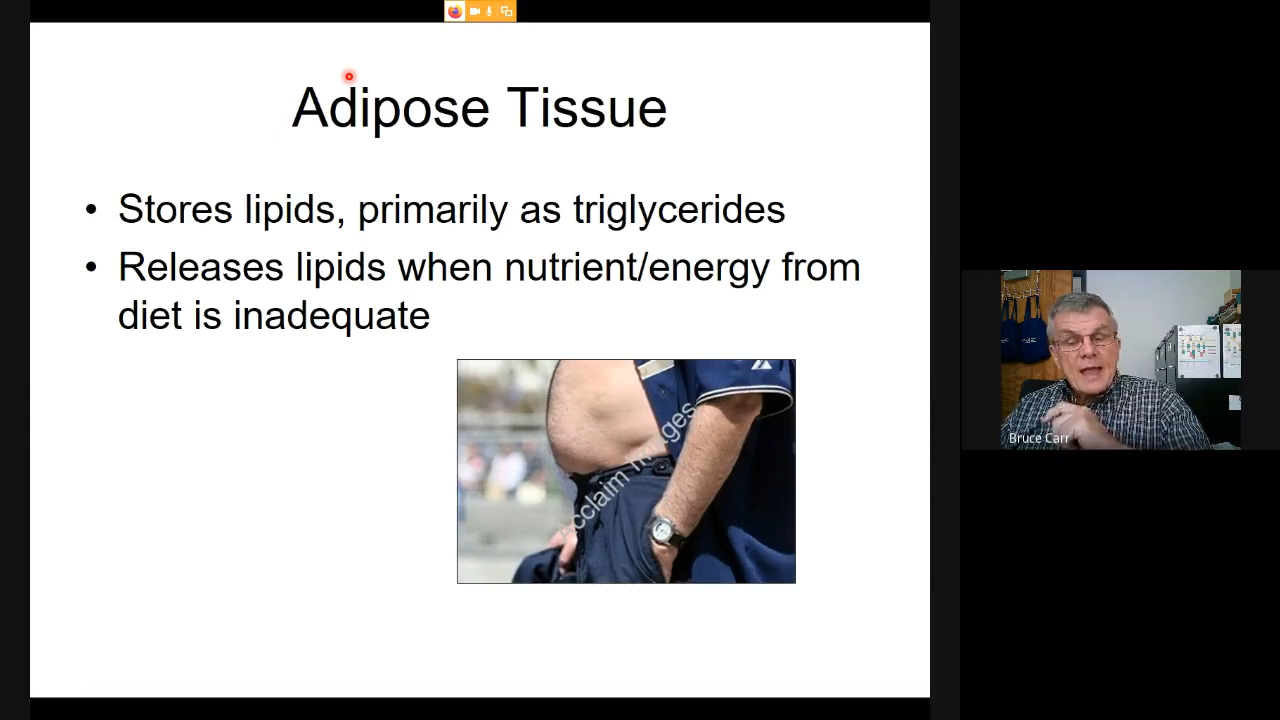 Adipose Tissue
• Stores lipids, primarily as triglycerides
• Releases lipids when nutrient/energy from
diet is inadequate
Bruce Carr